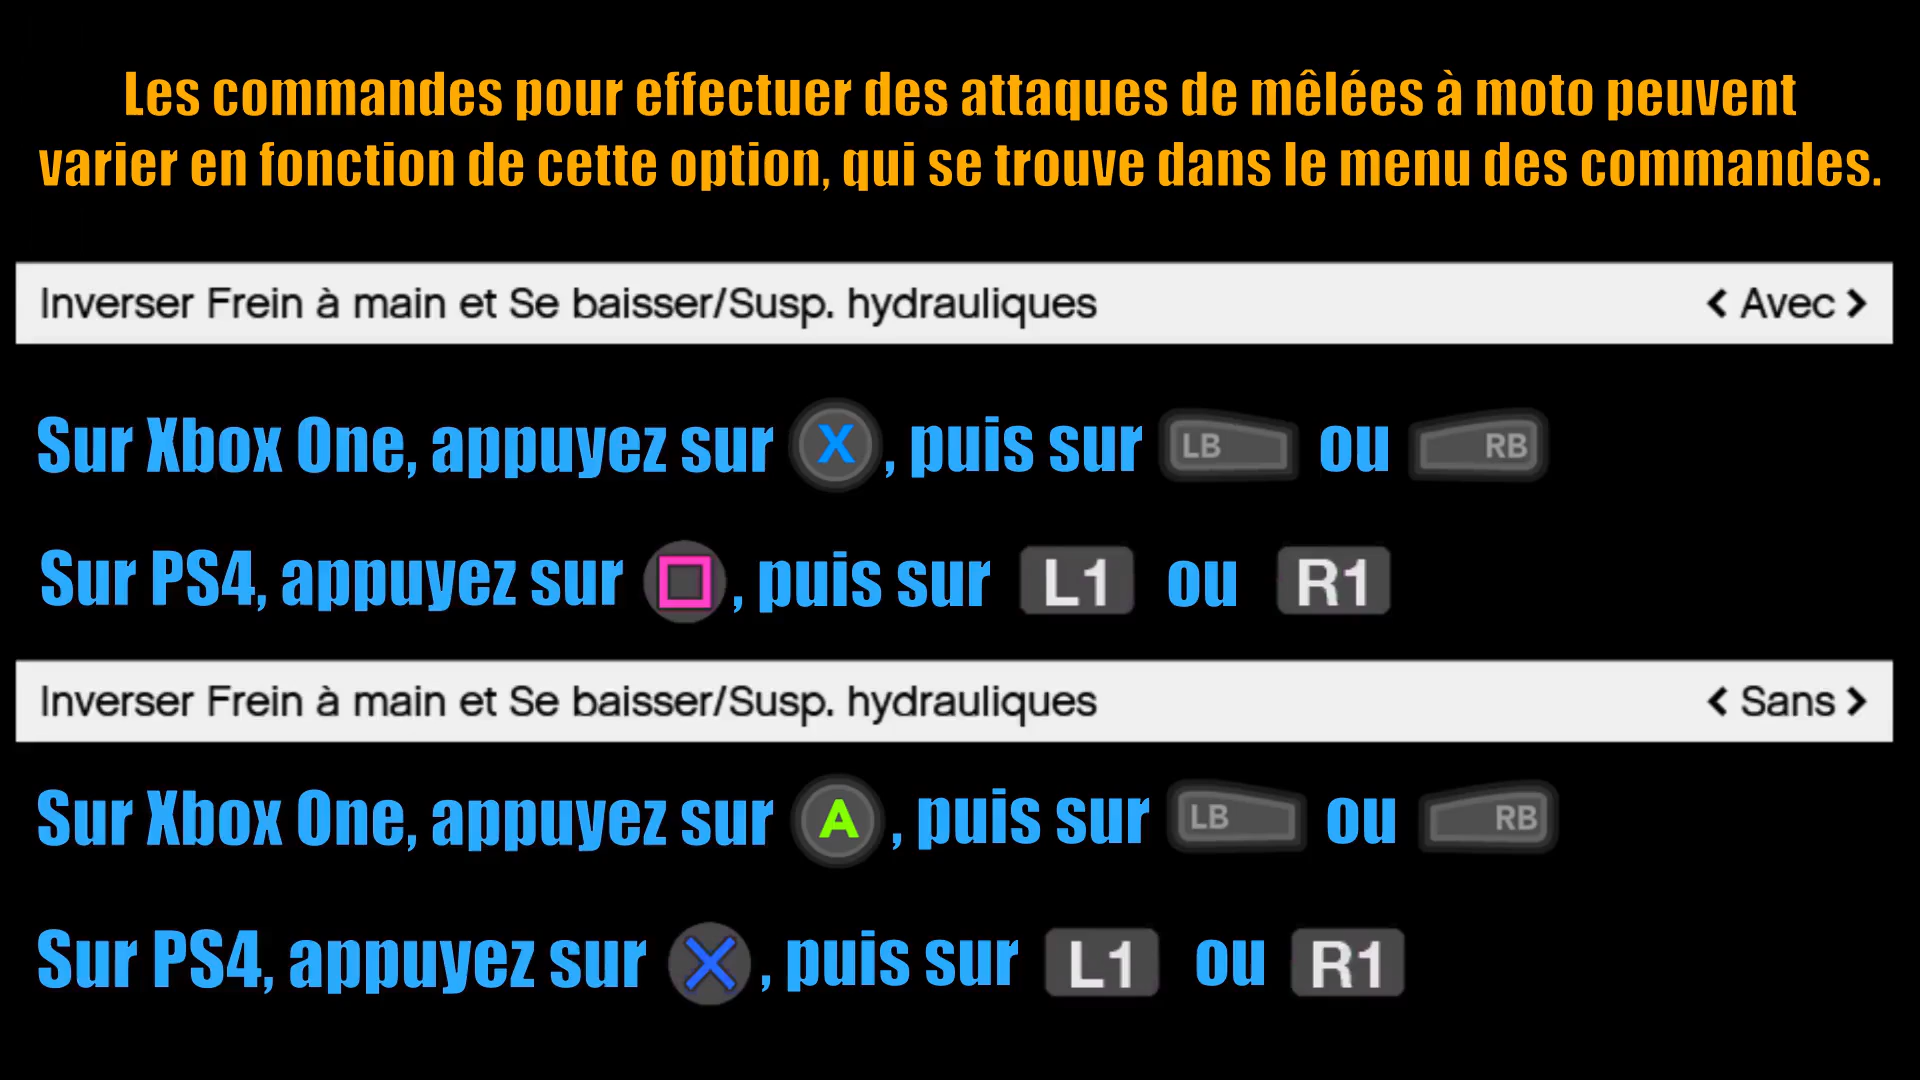 Les commandes pour effectuer des attaques de mêlées à moto peuvent
varier en fonction de cette option, qui se trouve dans le menu des commandes.
Inverser Frein à main et Se baisser/Susp. hydrauliques < Avec >
Sur Xbox One, appuyez sur X, puis sur LB ou RB
Sur PS4, appuyez sur , puis sur L1 ou R1
Inverser Frein à main et Se baisser/Susp. hydrauliques < Sans >
Sur Xbox One, appuyez sur A, puis sur LB ou RB
Sur PS4, appuyez sur , puis sur L1 ou R1